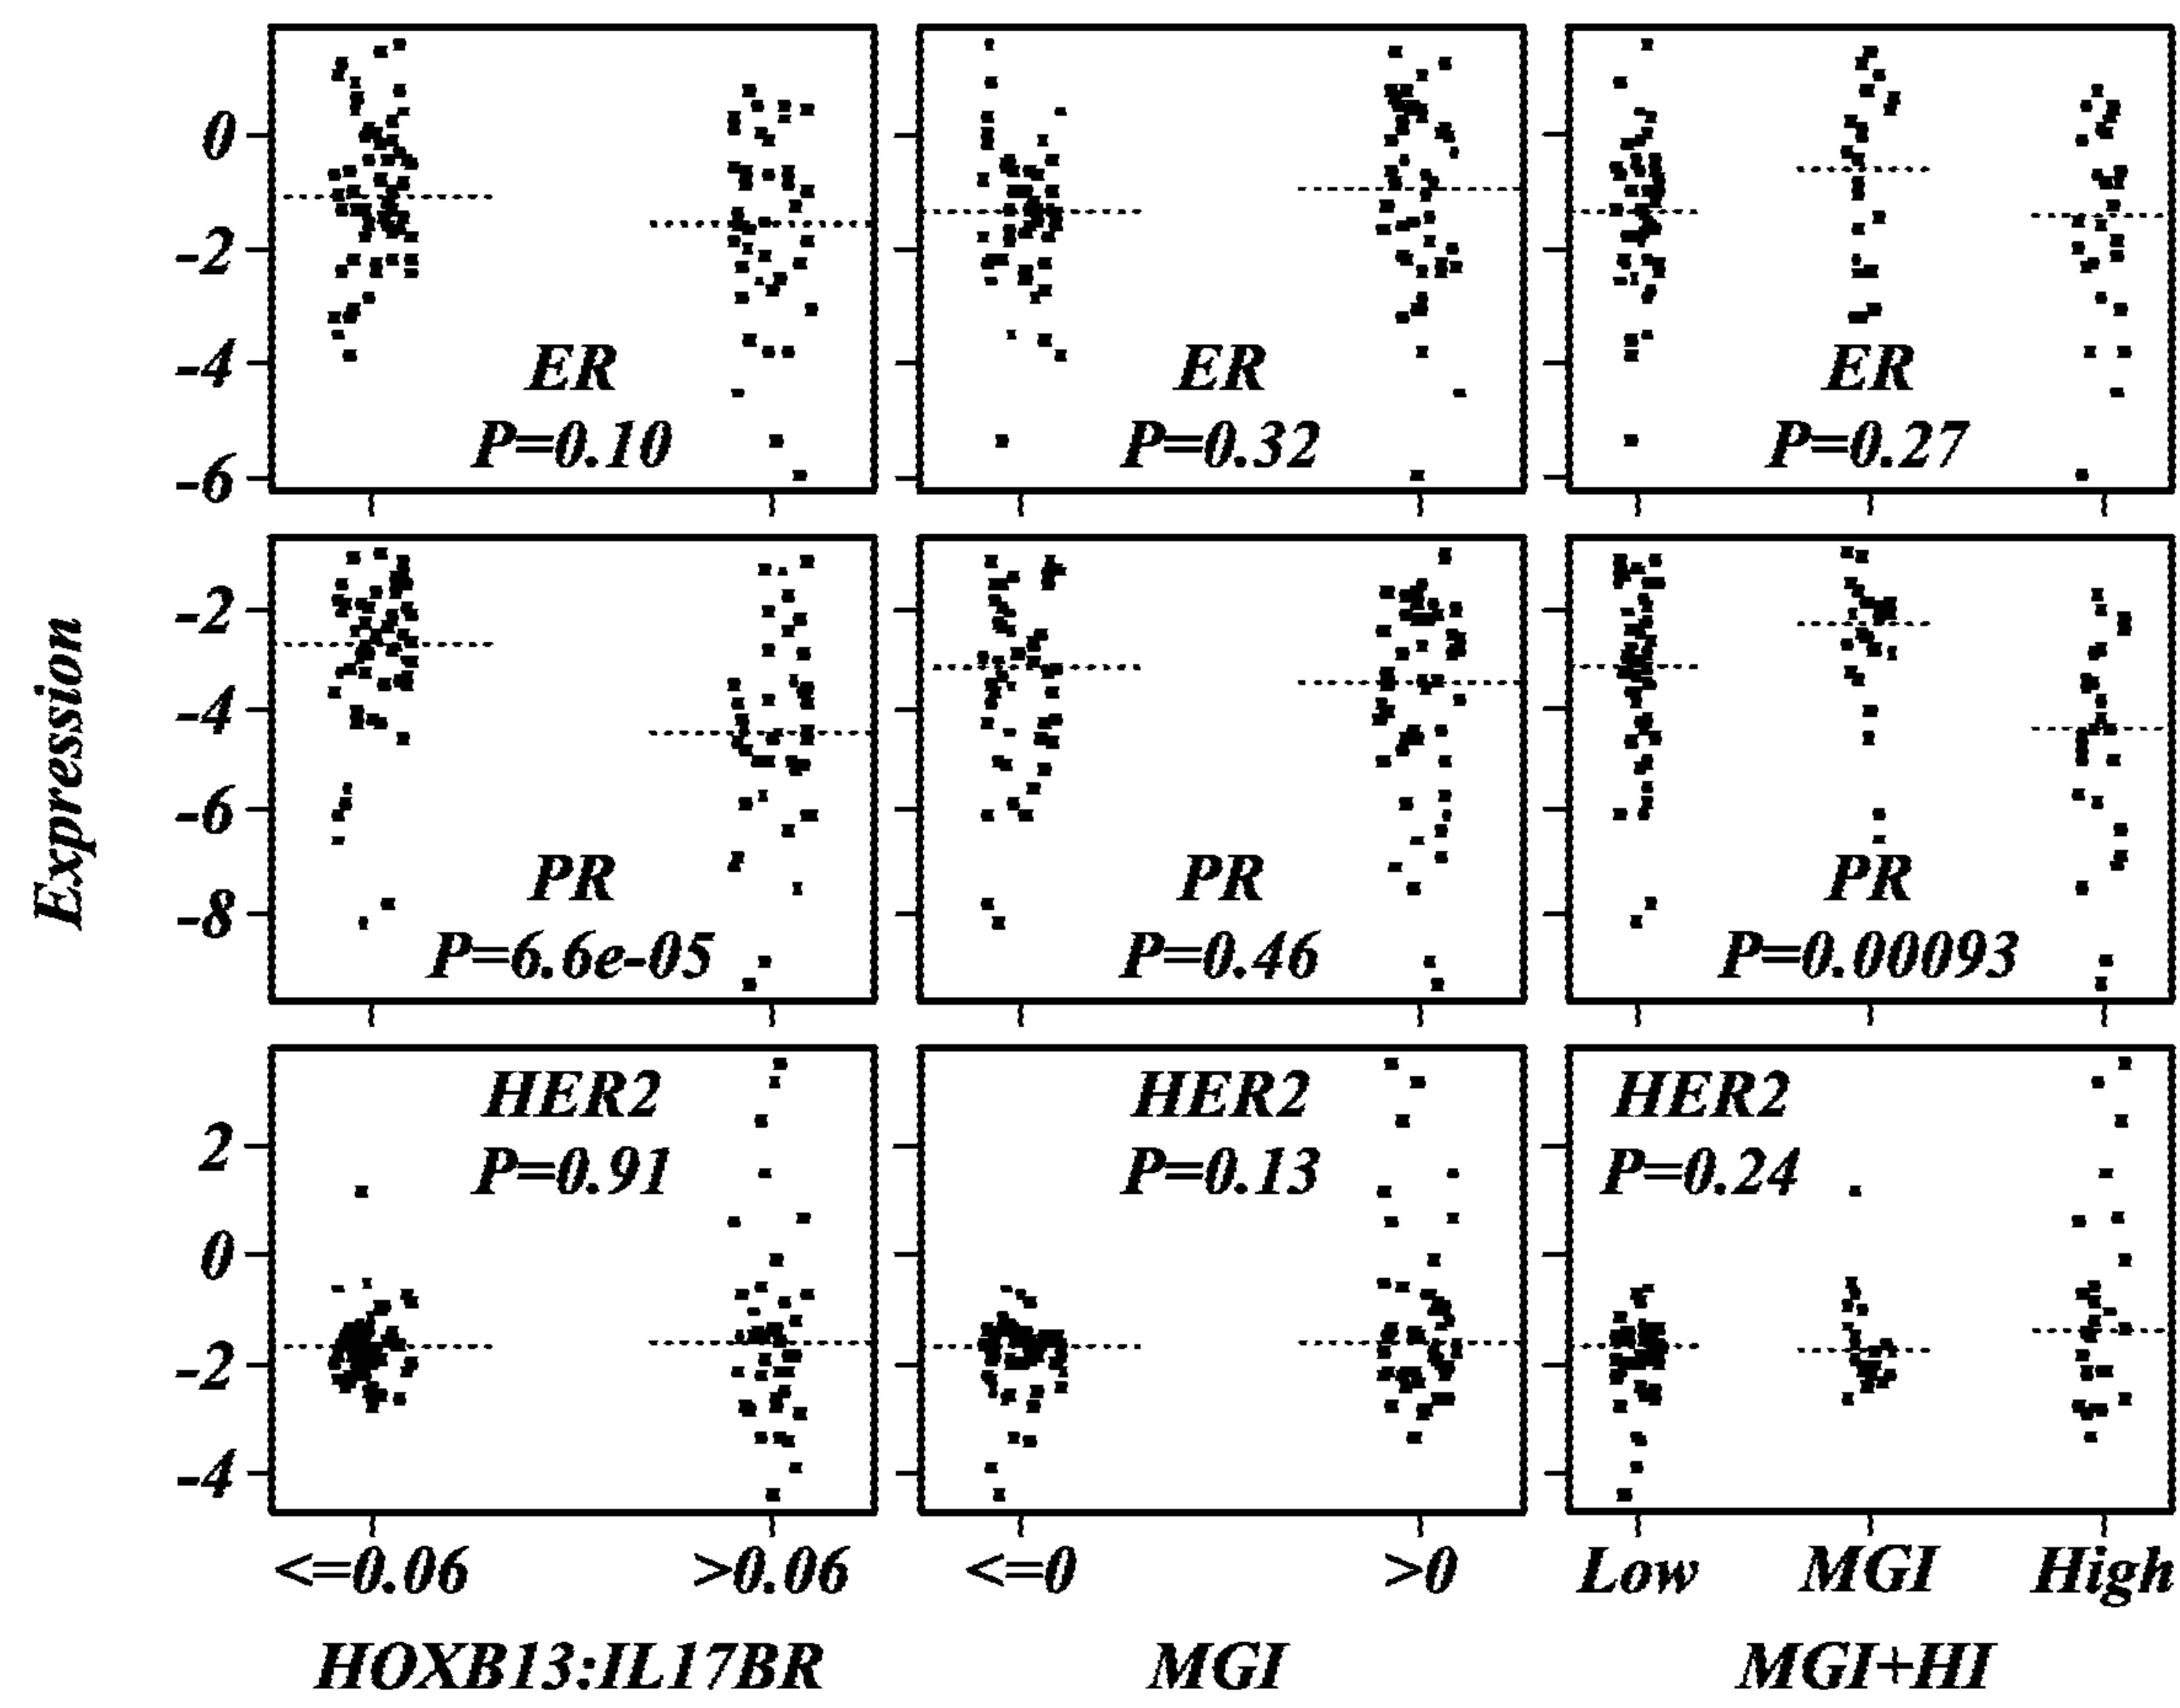 Expression
0
-2
-4
-6
ER
P=0.10
ER
P=0.32
ER
P=0.27
-2
-4
-6
-8
PR
P=6.6e-05
PR
P=0.46
PR
P=0.00093
2
0
-2
-4
HER2
P=0.91
HER2
P=0.13
HER2
P=0.24
<=0.06 >0.06 <=0 >0 Low MGI High
HOXB13:IL17BR MGI MGI+HI